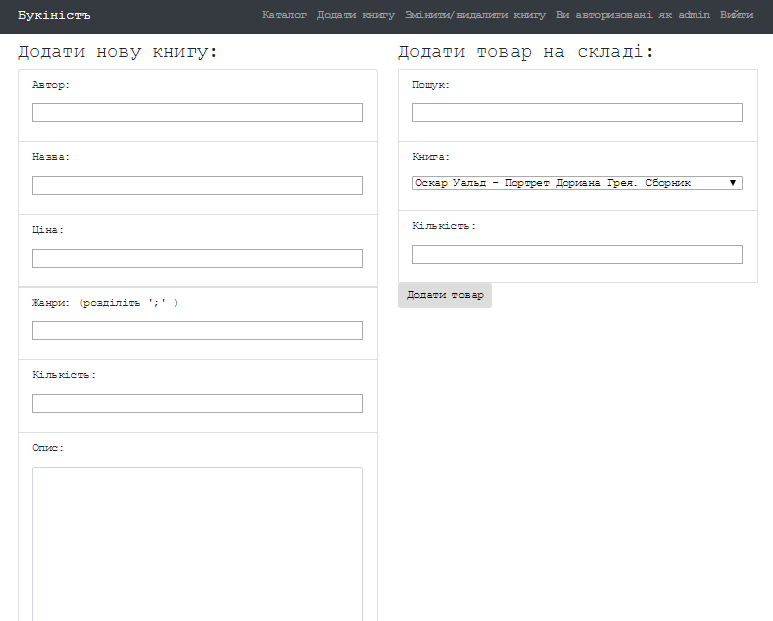 Букіністъ
Каталог Додати книгу Змінити/видалити книгу Ви авторизовані як admin Вийти
Додати нову книгу:
Автор:
Назва:
Ціна:
Жанри: (розділіть ';' )
Кількість:
Опис:
Додати товар на складі:
Пошук:
Книга:
Оскар Уальд - Портрет Дориана Грея. Сборник
Кількість:
Додати товар